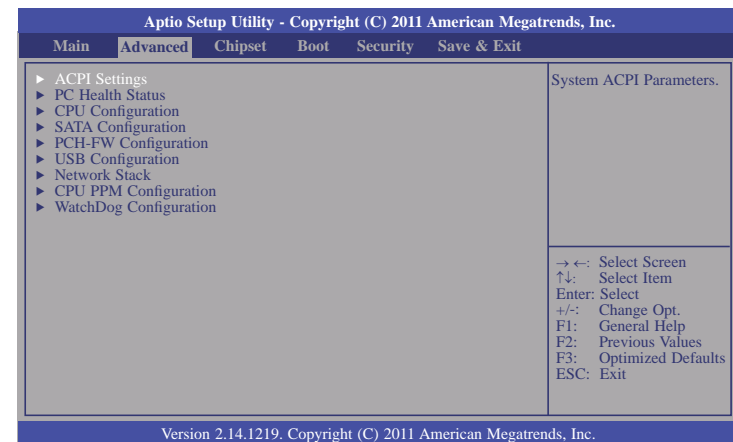 Aptio Setup Utility - Copyright (C) 2011 American Megatrends, Inc.
Main Advanced Chipset Boot Security Save & Exit
► ACPI Settings
► PC Health Status
► CPU Configuration
► SATA Configuration
► PCH-FW Configuration
► USB Configuration
► Network Stack
► CPU PPM Configuration
► WatchDog Configuration
System ACPI Parameters.
→ ←: Select Screen
↑↓: Select Item
Enter: Select
+/-: Change Opt.
F1: General Help
F2: Previous Values
F3: Optimized Defaults
ESC: Exit
Version 2.14.1219. Copyright (C) 2011 American Megatrends, Inc.